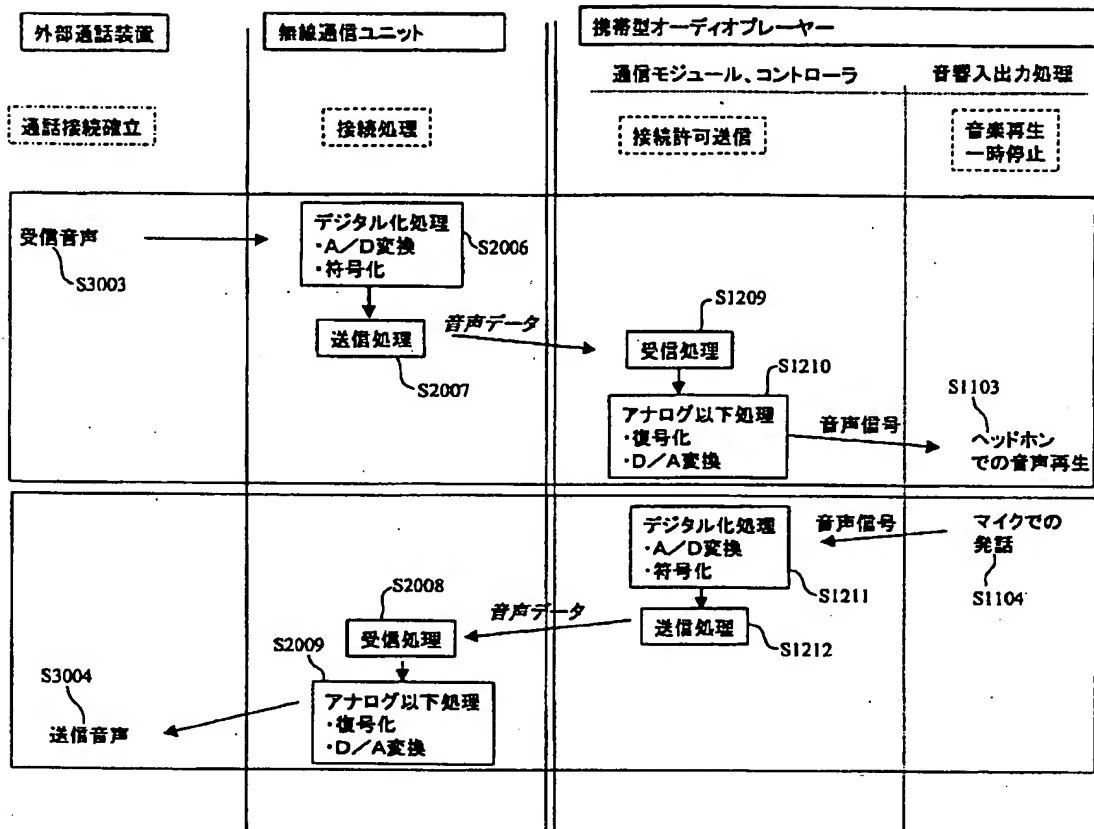 外部通話装置
無線通信ユニット
携帯型オーディオプレーヤー
通信モジュール、コントローラ
音響入出力処理
通話接続確立
接続処理
接続許可送信
音楽再生
一時停止
受信音声
S3003
デジタル化処理
・A/D変換
・符号化
S2006
送信処理
S2007
音声データ
S1209
受信処理
S1210
アナログ以下処理
・復号化
・D/A変換
音声信号
S1103
ヘッドホン
での音声再生
マイクでの
発話
S1104
音声信号
デジタル化処理
・A/D変換
・符号化
S1211
送信処理
S1212
音声データ
S2008
受信処理
S2009
アナログ以下処理
・復号化
・D/A変換
S3004
送信音声